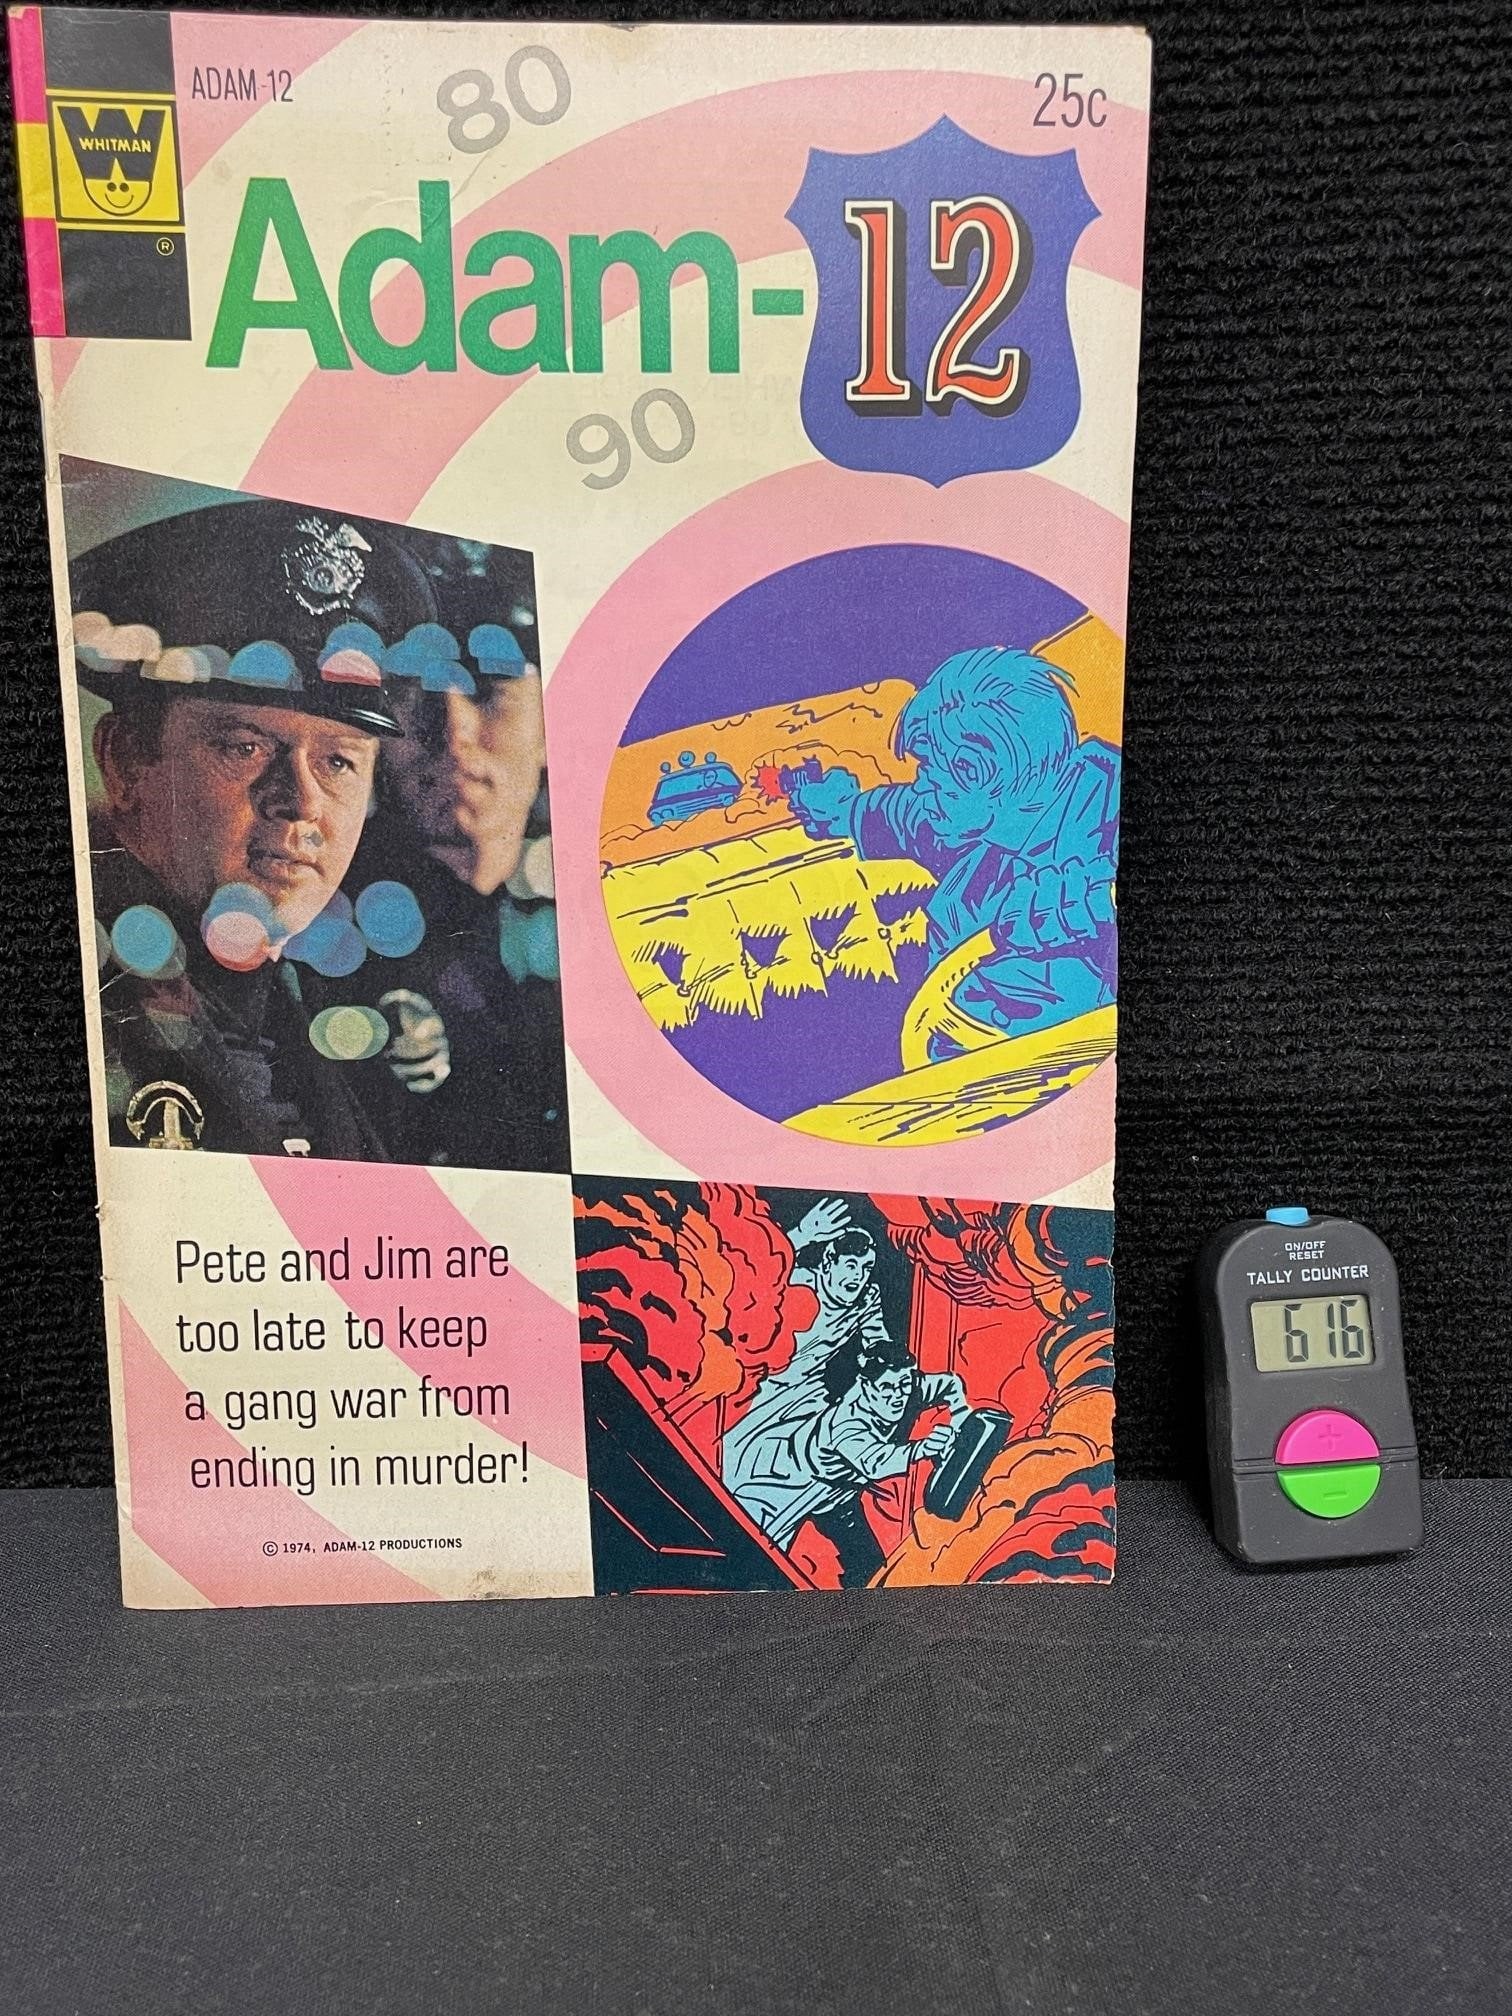 ADAM-12
80
25c
WHITMAN
®
Adam-12
90
Pete and Jim are
too late to keep
a gang war from
ending in murder!
© 1974, ADAM-12 PRODUCTIONS
ON/OFF
RESET
TALLY COUNTER
616
+
-